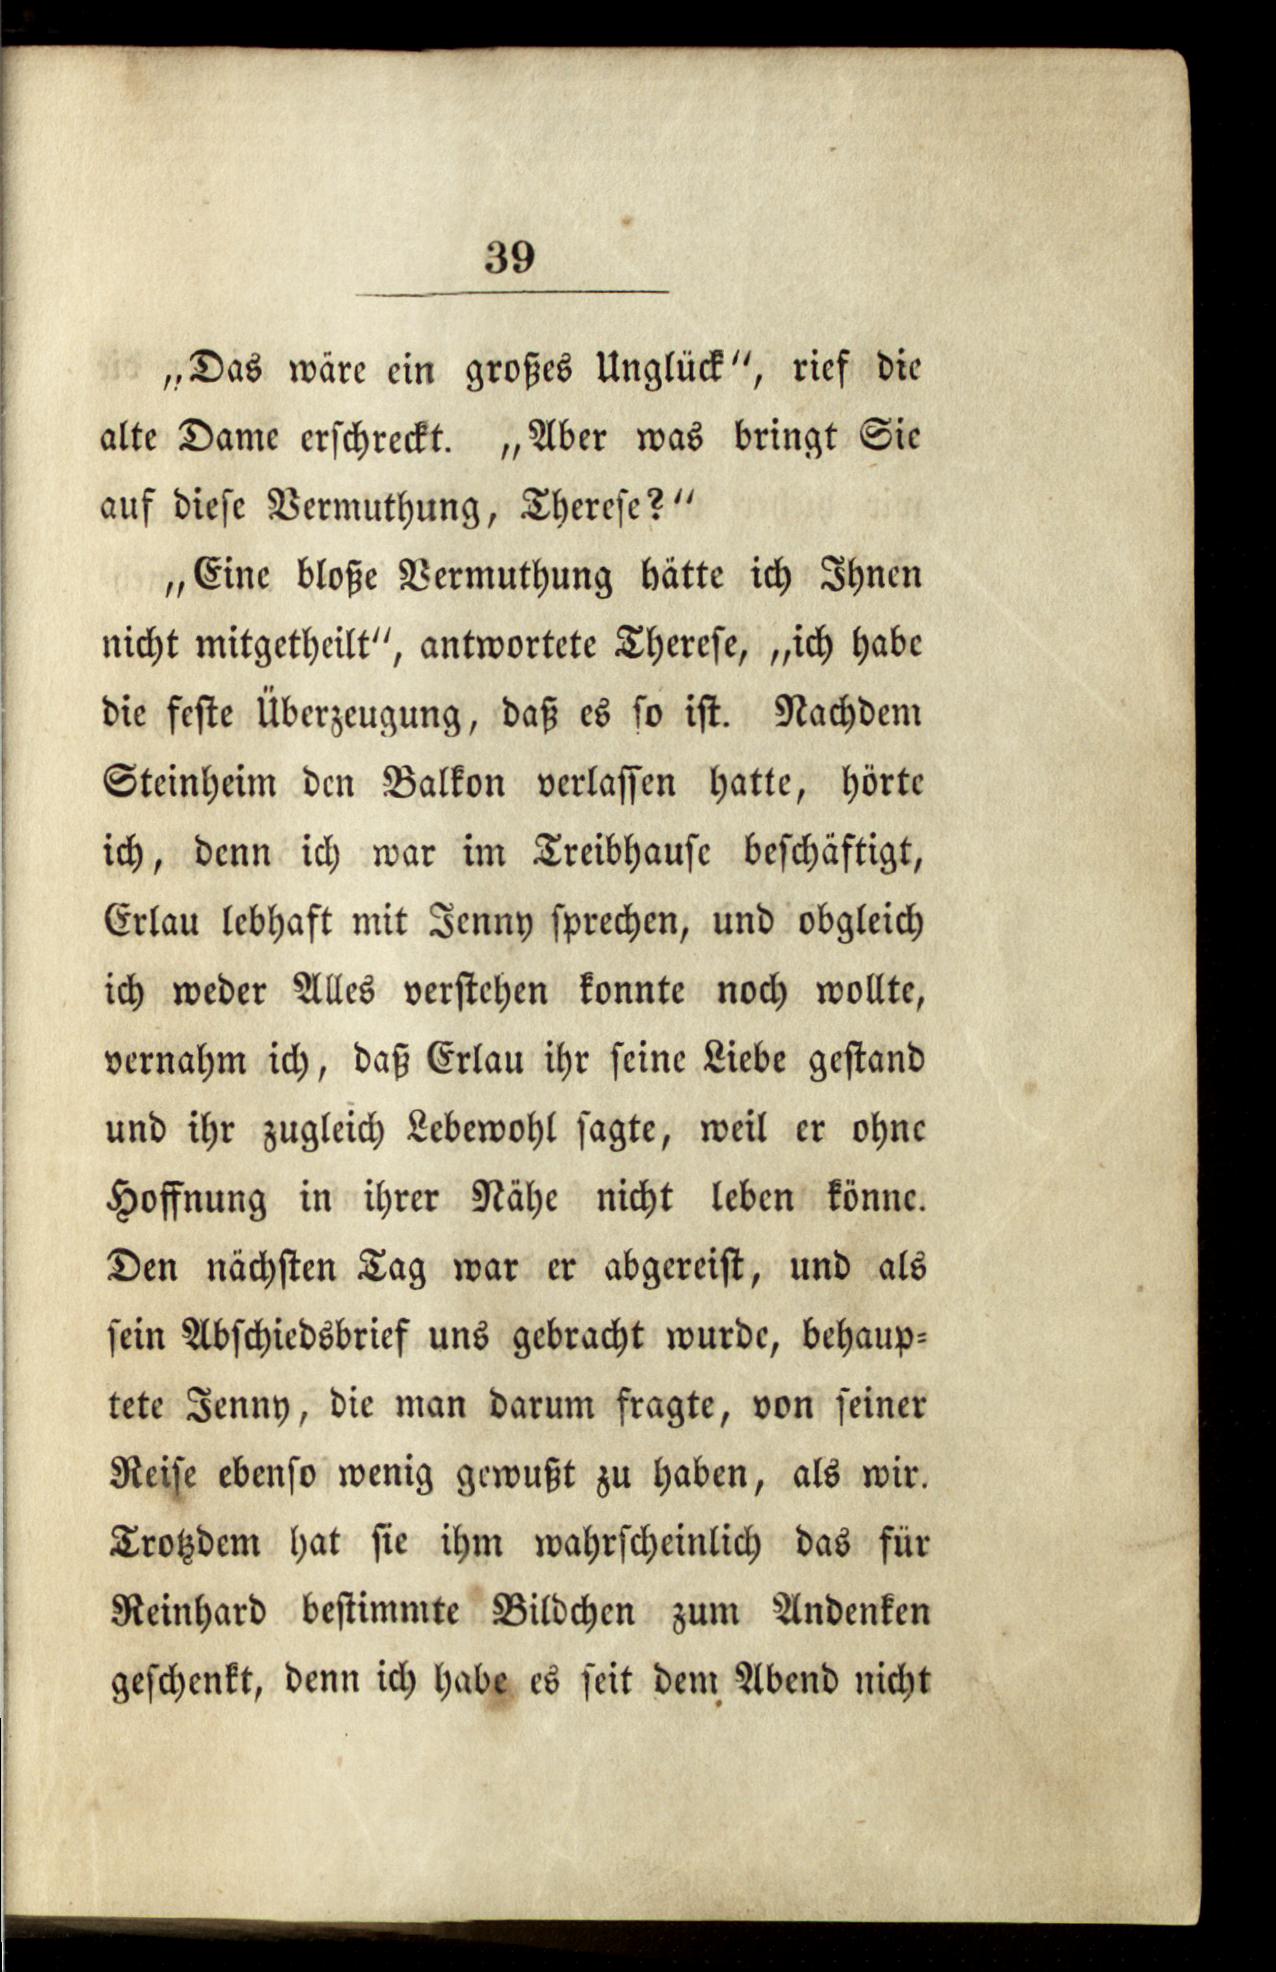 39
„Das wäre ein großes Unglück“, rief die
alte Dame erschreckt. „Aber was bringt Sie
auf diese Vermuthung, Therese?“
„Eine bloße Vermuthung hätte ich Ihnen
nicht mitgetheilt“, antwortete Therese, „ich habe
die feste Überzeugung, daß es so ist. Nachdem
Steinheim den Balkon verlassen hatte, hörte
ich, denn ich war im Treibhause beschäftigt,
Erlau lebhaft mit Jenny sprechen, und obgleich
ich weder Alles verstehen konnte noch wollte,
vernahm ich, daß Erlau ihr seine Liebe gestand
und ihr zugleich Lebewohl sagte, weil er ohne
Hoffnung in ihrer Nähe nicht leben könne.
Den nächsten Tag war er abgereist, und als
sein Abschiedsbrief uns gebracht wurde, behaup-
tete Jenny, die man darum fragte, von seiner
Reise ebenso wenig gewußt zu haben, als wir.
Trotzdem hat sie ihm wahrscheinlich das für
Reinhard bestimmte Bildchen zum Andenken
geschenkt, denn ich habe es seit dem Abend nicht